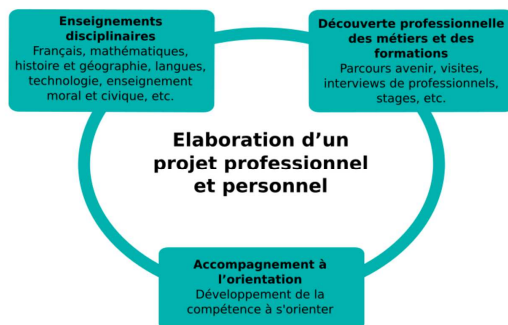 Enseignements
disciplinaires
Français, mathématiques,
histoire et géographie, langues,
technologie, enseignement
moral et civique, etc.
Découverte professionnelle
des métiers et des
formations
Parcours avenir, visites,
interviews de professionnels,
stages, etc.
Elaboration d’un
projet professionnel
et personnel
Accompagnement à
l’orientation
Développement de la
compétence à s'orienter